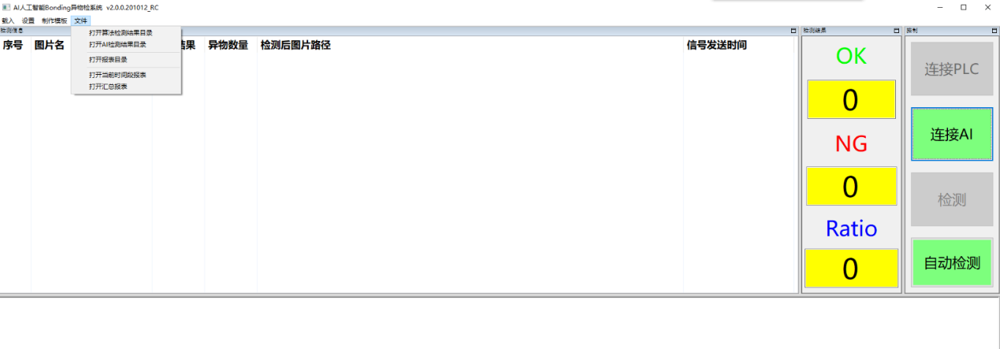 AI人工智能Bonding异物检系统 v2.0.0.201012_RC
载入 设置 制作模板 文件
检测信息
检测结果
控制
序号 图片名 结果 异物数量 检测后图片路径 信号发送时间
打开算法检测结果目录
打开AI检测结果目录
打开报表目录
打开当前时间段报表
打开汇总报表
OK
0
NG
0
Ratio
0
连接PLC
连接AI
检测
自动检测